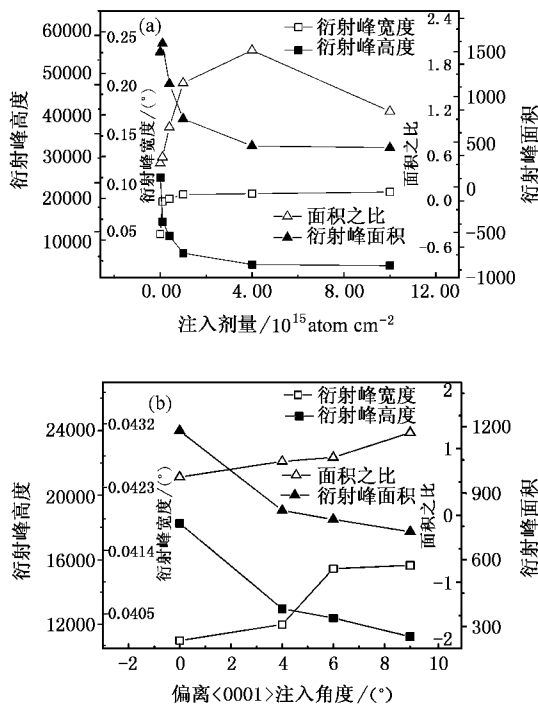 (a)
衍射峰宽度
衍射峰高度
面积之比
衍射峰面积
衍射峰高度
60000
50000
40000
30000
20000
10000
衍射峰宽度/(°)
0.25
0.20
0.15
0.10
0.05
面积之比
2.4
1.8
1.2
0.6
0.0
-0.6
衍射峰面积
1500
1000
500
0
-500
-1000
0.00 4.00 8.00 12.00
注入剂量/10¹⁵atom cm⁻²
(b)
衍射峰宽度
衍射峰高度
面积之比
衍射峰面积
衍射峰高度
24000
20000
16000
12000
衍射峰宽度/(°)
0.0432
0.0423
0.0414
0.0405
面积之比
2
1
0
-1
-2
衍射峰面积
1200
900
600
300
-2 0 2 4 6 8 10
偏离<0001>注入角度/(°)